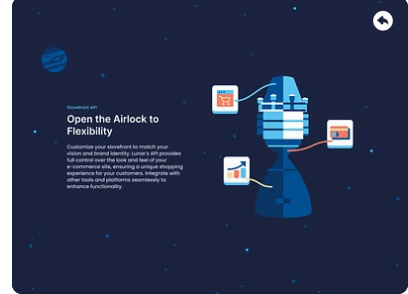 Storefront API
Open the Airlock to
Flexibility
Customize your storefront to match your
vision and brand identity. Lunar's API provides
full control over the look and feel of your
e-commerce site, ensuring a unique shopping
experience for your customers. Integrate with
other tools and platforms seamlessly to
enhance functionality.